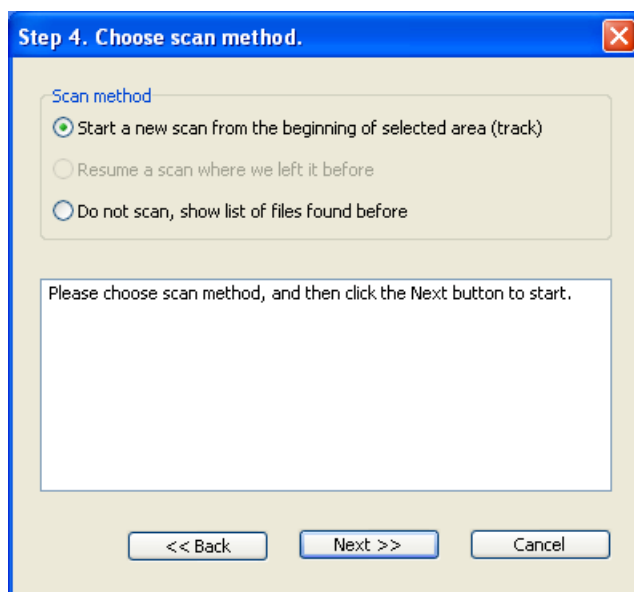 Step 4. Choose scan method.
Scan method
Start a new scan from the beginning of selected area (track)
Resume a scan where we left it before
Do not scan, show list of files found before
Please choose scan method, and then click the Next button to start.
<< Back
Next >>
Cancel